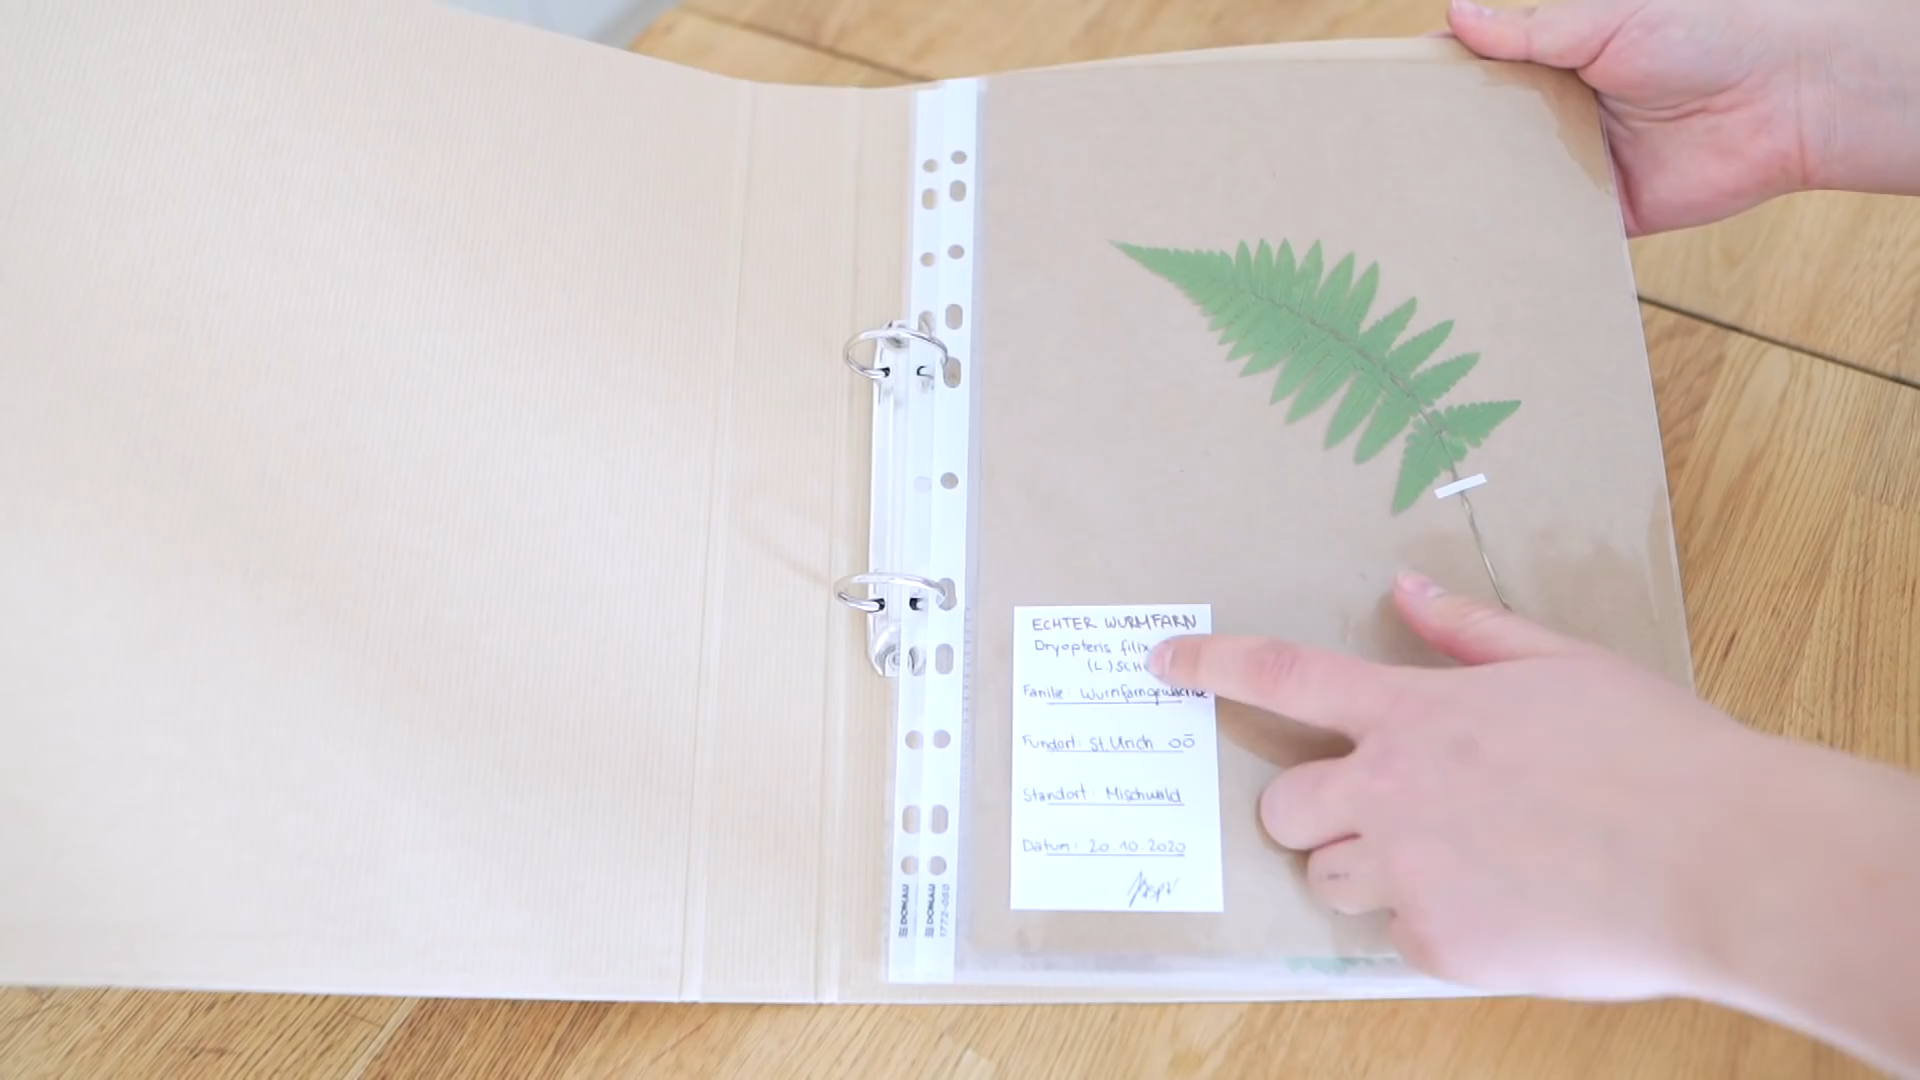 ECHTER WURMFARN
Dryopteris filix
(L.) SCH
Familie: Wurmfarngewächse
Fundort: St. Ulrich OÖ
Standort: Mischwald
Datum: 20.10.2020
DONAU
DONAU
1772-